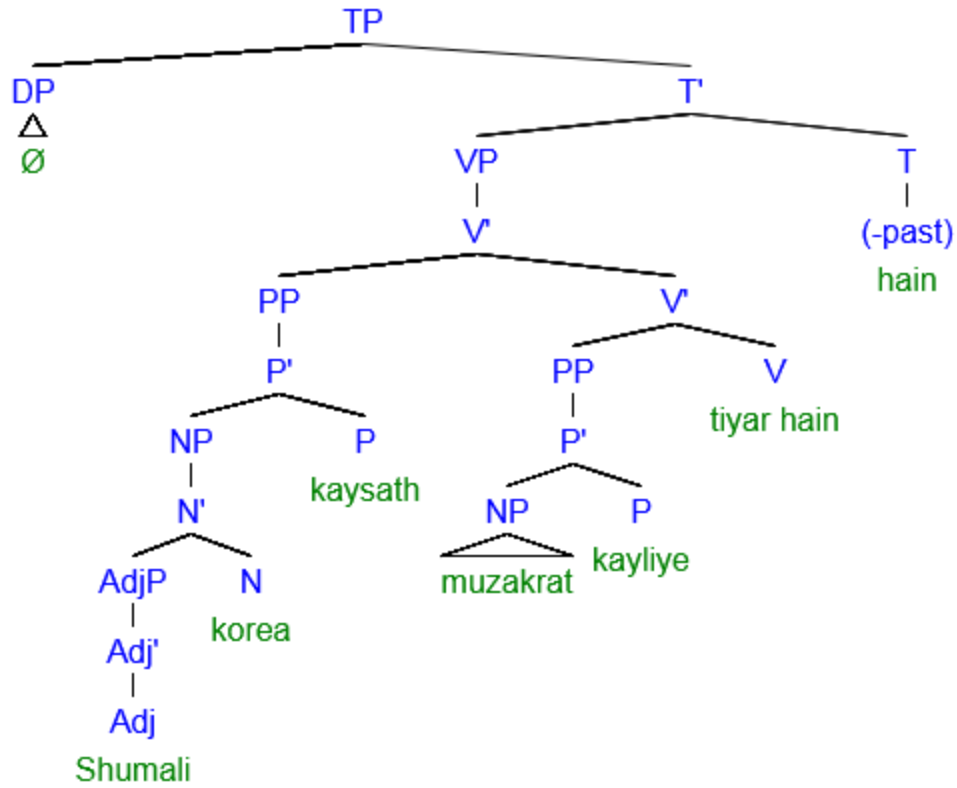 TP
DP T'
Ø VP T
V' (-past)
hain
PP V'
P' PP V
tiyar hain
NP P P'
kaysath
N' NP P
AdjP N muzakrat kayliye
korea
Adj'
Adj
Shumali